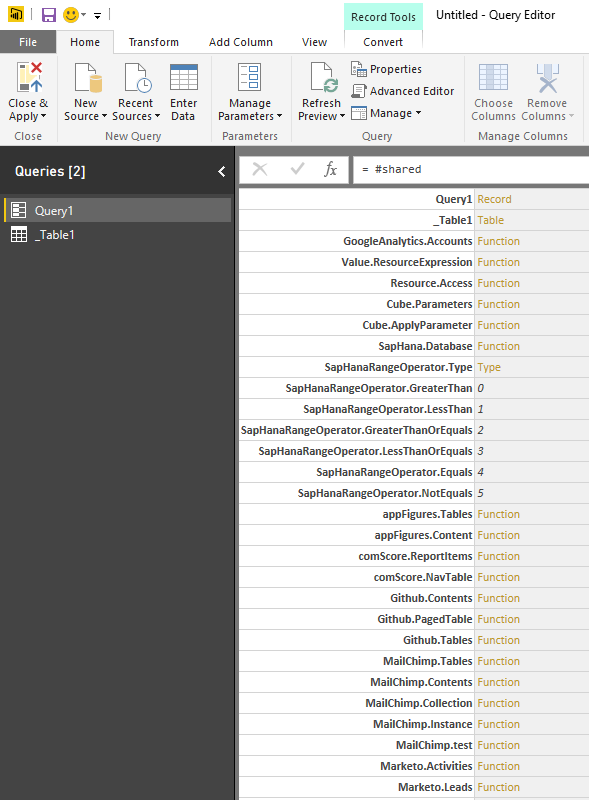 Record Tools
Untitled - Query Editor
File
Home
Transform
Add Column
View
Convert
Close & Apply
New Source
Recent Sources
Enter Data
Manage Parameters
Refresh Preview
Properties
Advanced Editor
Manage
Choose Columns
Remove Columns
Close
New Query
Parameters
Query
Manage Columns
Queries [2]
fx
= #shared
Query1
_Table1
Query1 Record
_Table1 Table
GoogleAnalytics.Accounts Function
Value.ResourceExpression Function
Resource.Access Function
Cube.Parameters Function
Cube.ApplyParameter Function
SapHana.Database Function
SapHanaRangeOperator.Type Type
SapHanaRangeOperator.GreaterThan 0
SapHanaRangeOperator.LessThan 1
SapHanaRangeOperator.GreaterThanOrEquals 2
SapHanaRangeOperator.LessThanOrEquals 3
SapHanaRangeOperator.Equals 4
SapHanaRangeOperator.NotEquals 5
appFigures.Tables Function
appFigures.Content Function
comScore.ReportItems Function
comScore.NavTable Function
Github.Contents Function
Github.PagedTable Function
Github.Tables Function
MailChimp.Tables Function
MailChimp.Contents Function
MailChimp.Collection Function
MailChimp.Instance Function
MailChimp.test Function
Marketo.Activities Function
Marketo.Leads Function